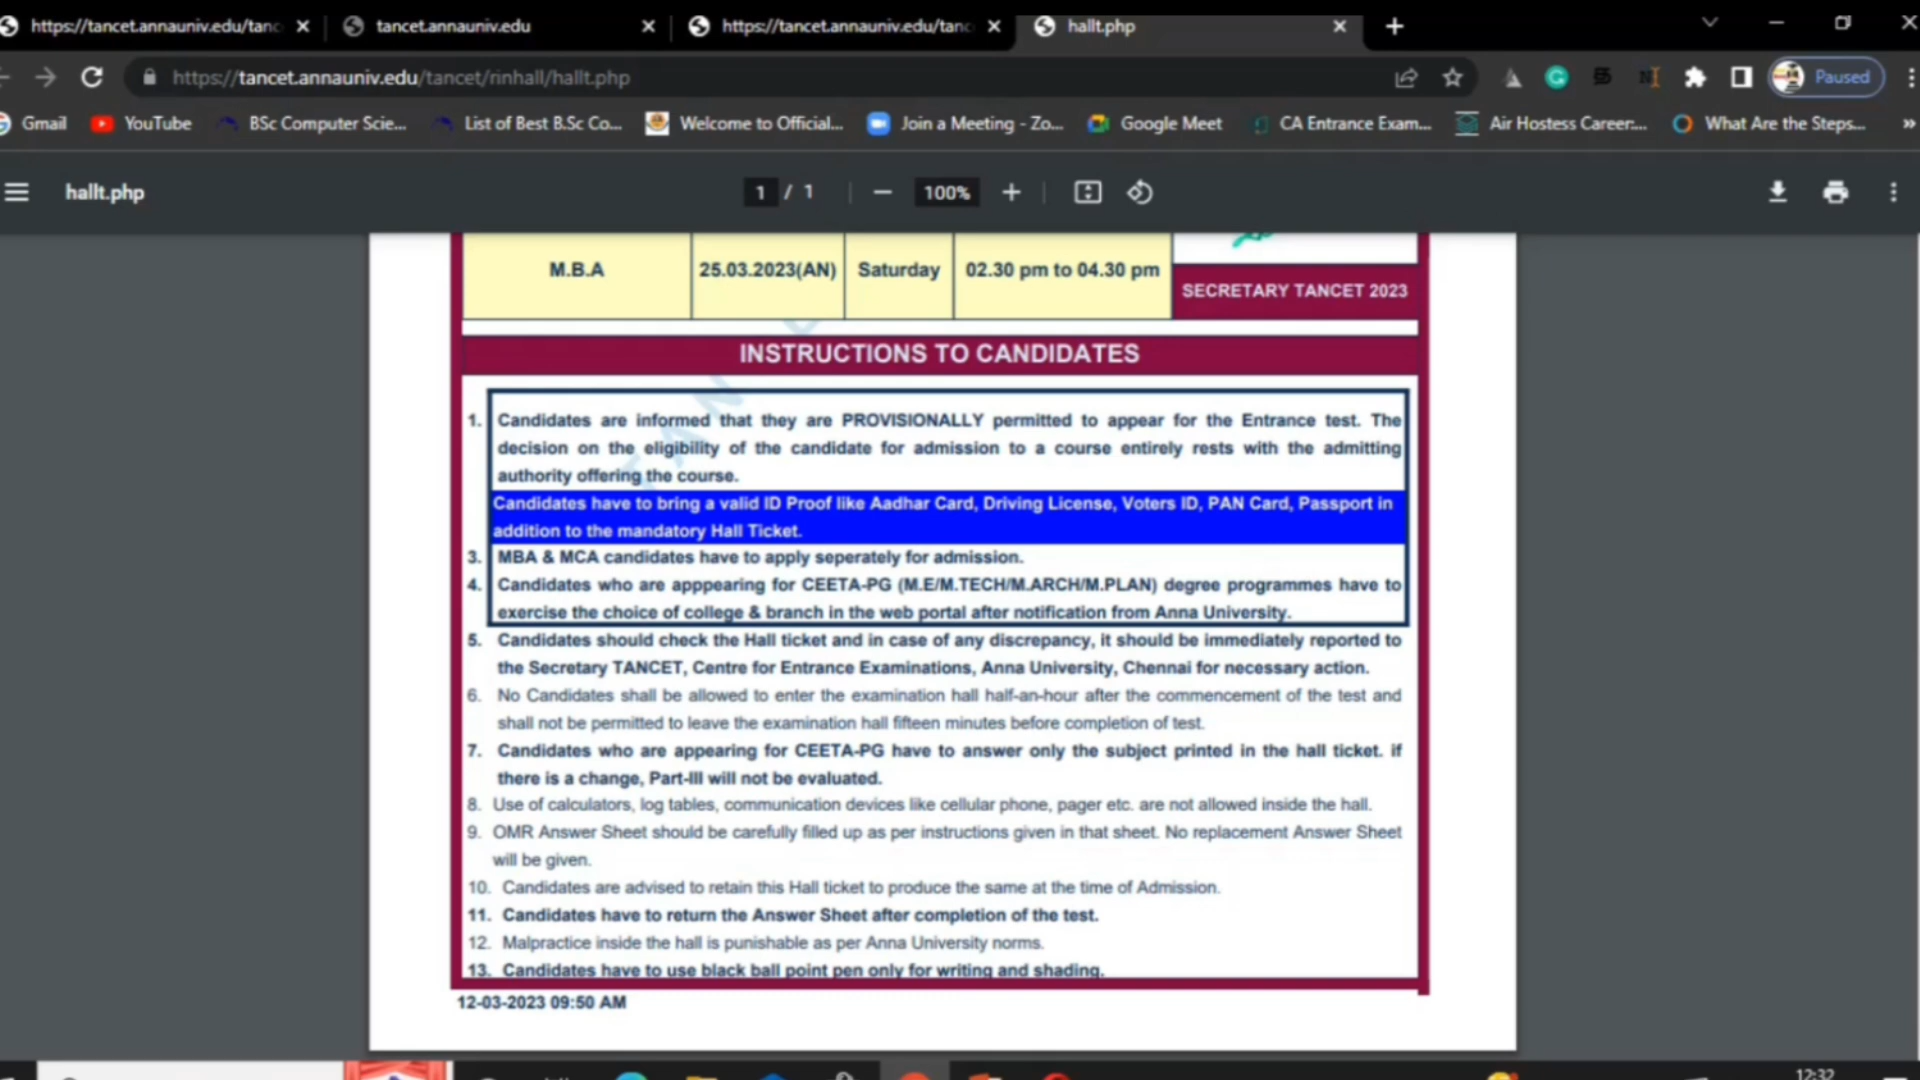 https://tancet.annauniv.edu/tanc
tancet.annauniv.edu
https://tancet.annauniv.edu/tanc
hallt.php
https://tancet.annauniv.edu/tancet/rinhall/hallt.php
Paused
Gmail
YouTube
BSc Computer Scie...
List of Best B.Sc Co...
Welcome to Official...
Join a Meeting - Zo...
Google Meet
CA Entrance Exam...
Air Hostess Career:...
What Are the Steps...
»
hallt.php
1 / 1
100%
M.B.A
25.03.2023(AN)
Saturday
02.30 pm to 04.30 pm
SECRETARY TANCET 2023
INSTRUCTIONS TO CANDIDATES
1. Candidates are informed that they are PROVISIONALLY permitted to appear for the Entrance test. The
decision on the eligibility of the candidate for admission to a course entirely rests with the admitting
authority offering the course.
Candidates have to bring a valid ID Proof like Aadhar Card, Driving License, Voters ID, PAN Card, Passport in
addition to the mandatory Hall Ticket.
3. MBA & MCA candidates have to apply seperately for admission.
4. Candidates who are apppearing for CEETA-PG (M.E/M.TECH/M.ARCH/M.PLAN) degree programmes have to
exercise the choice of college & branch in the web portal after notification from Anna University.
5. Candidates should check the Hall ticket and in case of any discrepancy, it should be immediately reported to
the Secretary TANCET, Centre for Entrance Examinations, Anna University, Chennai for necessary action.
6. No Candidates shall be allowed to enter the examination hall half-an-hour after the commencement of the test and
shall not be permitted to leave the examination hall fifteen minutes before completion of test.
7. Candidates who are appearing for CEETA-PG have to answer only the subject printed in the hall ticket. if
there is a change, Part-III will not be evaluated.
8. Use of calculators, log tables, communication devices like cellular phone, pager etc. are not allowed inside the hall.
9. OMR Answer Sheet should be carefully filled up as per instructions given in that sheet. No replacement Answer Sheet
will be given.
10. Candidates are advised to retain this Hall ticket to produce the same at the time of Admission.
11. Candidates have to return the Answer Sheet after completion of the test.
12. Malpractice inside the hall is punishable as per Anna University norms.
13. Candidates have to use black ball point pen only for writing and shading.
12-03-2023 09:50 AM
12:32